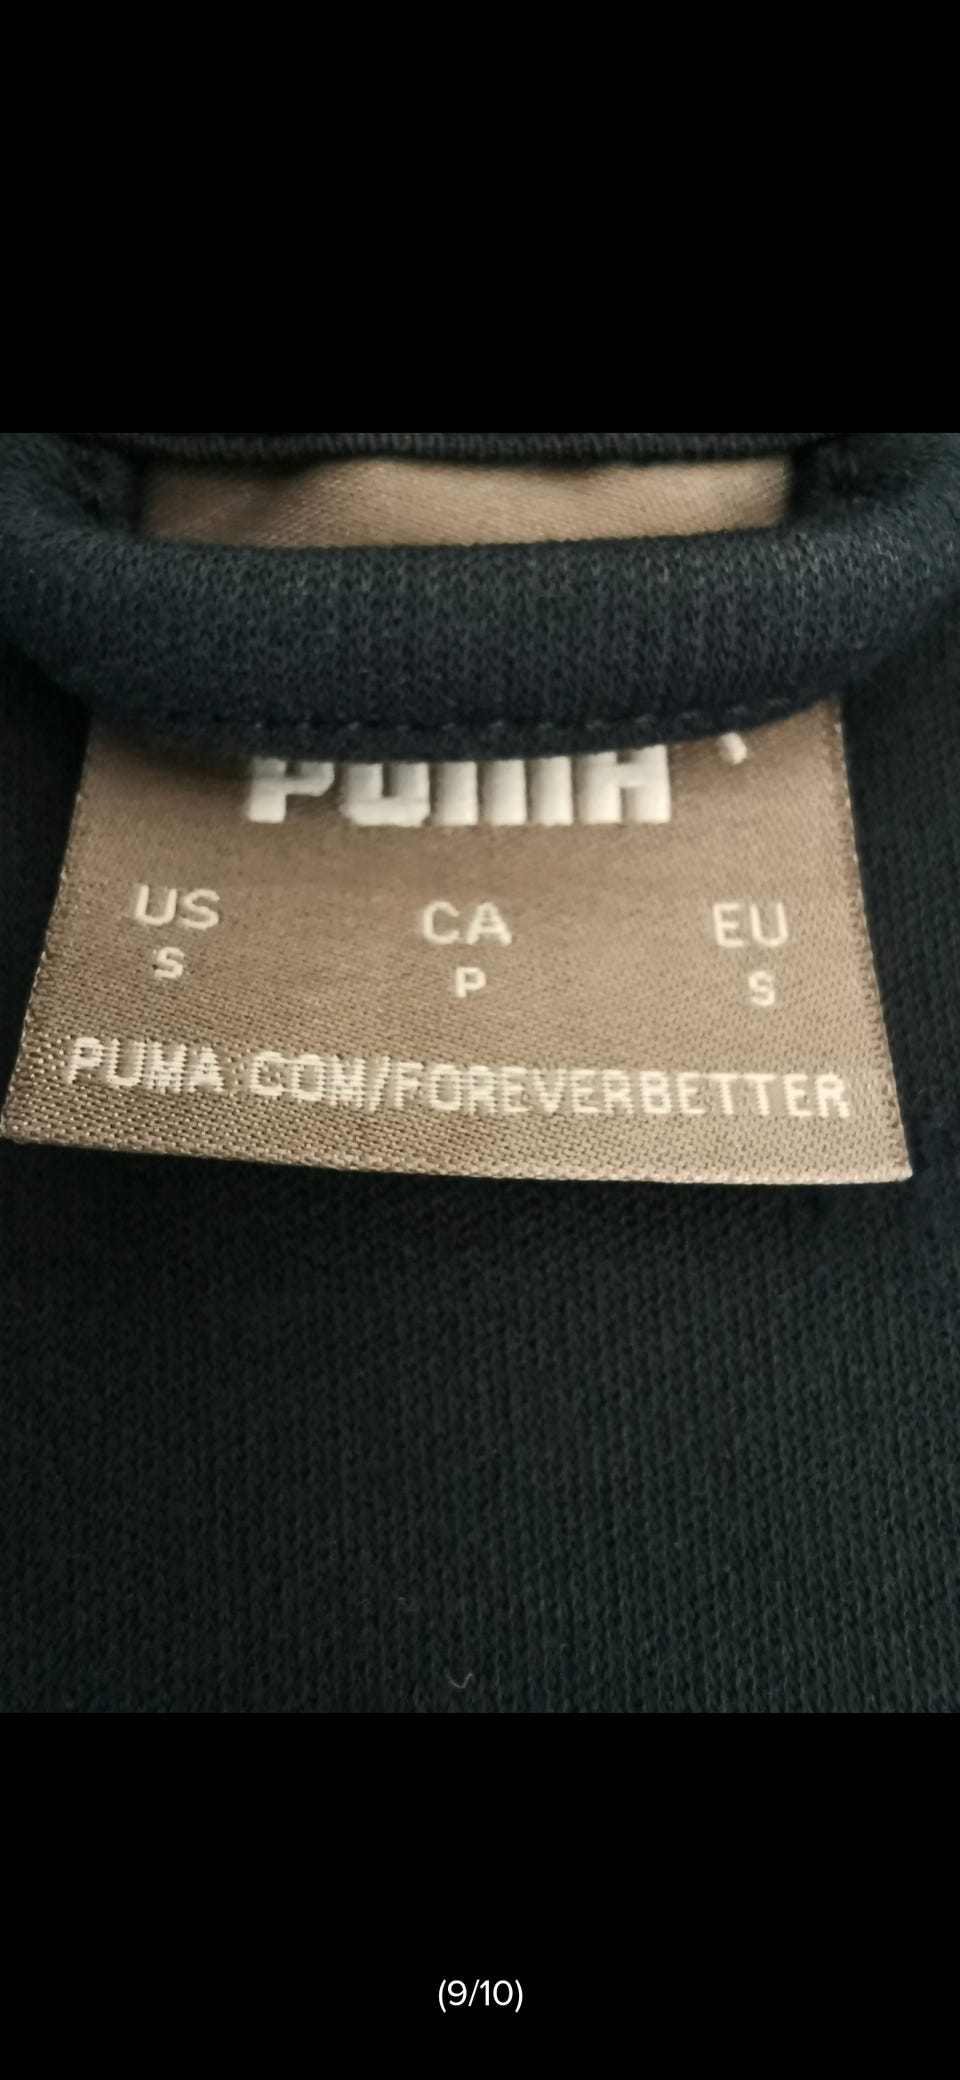 PUMA
US CA EU
S P S
PUMA.COM/FOREVERBETTER
(9/10)